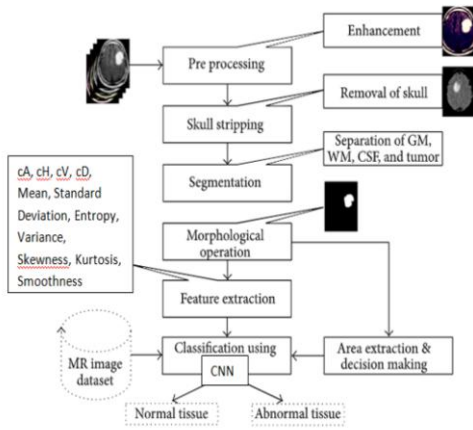 Enhancement
Pre processing
Removal of skull
Skull stripping
Separation of GM,
WM, CSF, and tumor
Segmentation
cA, cH, cV, cD,
Mean, Standard
Deviation, Entropy,
Variance,
Skewness, Kurtosis,
Smoothness
Morphological
operation
Feature extraction
MR image
dataset
Classification using
CNN
Area extraction &
decision making
Normal tissue
Abnormal tissue